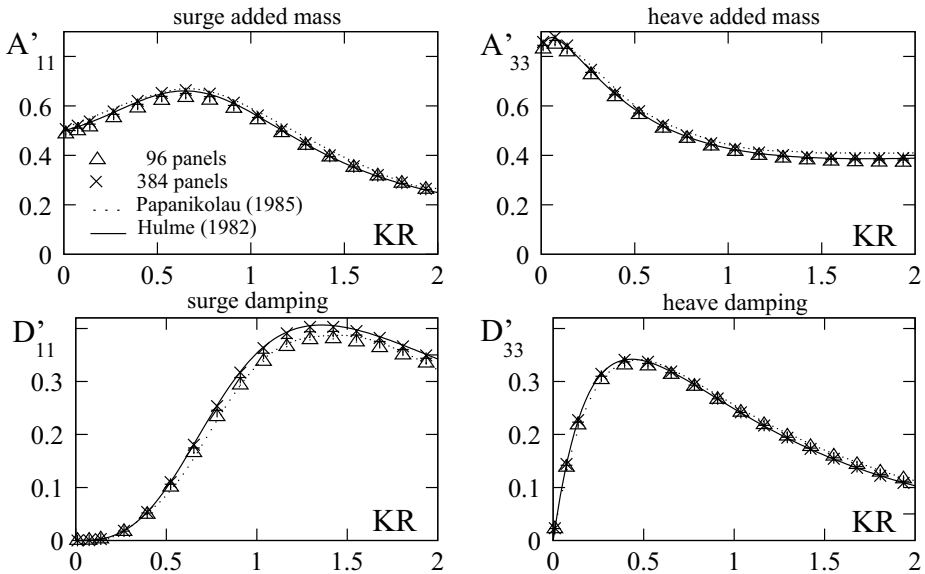 surge added mass
A’11
0.6
0.4
0.2
0
96 panels
384 panels
Papanikolau (1985)
Hulme (1982)
KR
0 0.5 1 1.5 2
heave added mass
A’33
0.6
0.4
0.2
0
KR
0 0.5 1 1.5 2
surge damping
D’11
0.3
0.2
0.1
0
KR
0 0.5 1 1.5 2
heave damping
D’33
0.3
0.2
0.1
0
KR
0 0.5 1 1.5 2